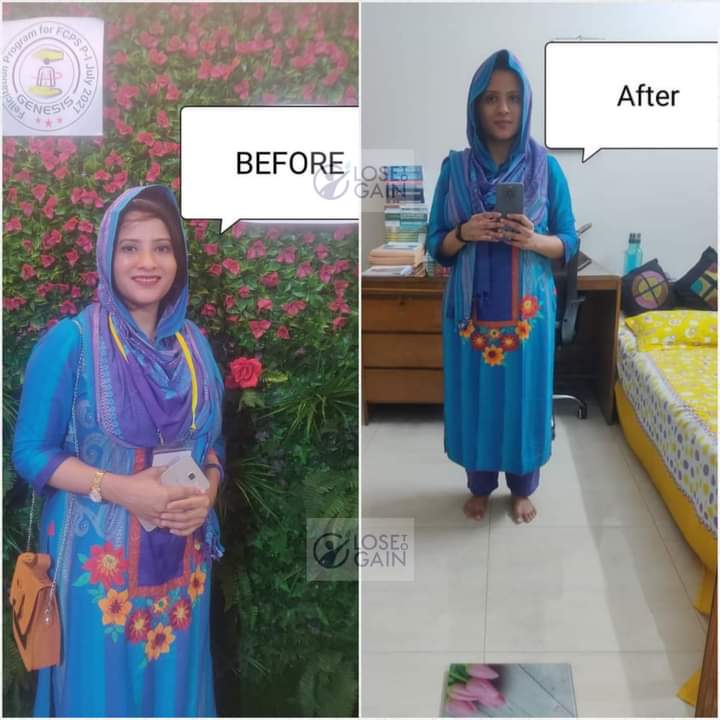 Felicitation Program for FCPS P-I July 2021
GENESIS
BEFORE
After
LOSE TO
GAIN
LOSE TO
GAIN